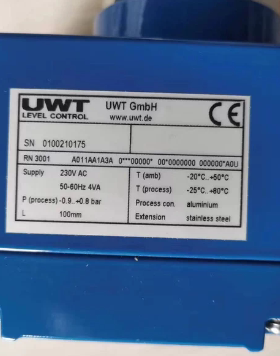 UWT UWT GmbH CE
LEVEL CONTROL www.uwt.de
SN 0100210175
RN 3001 A011AA1A3A 0***00000* 00*0000000 000000*A0U
Supply 230V AC T (amb) -20°C..+50°C
50-60Hz 4VA T (process) -25°C..+80°C
P (process) -0.9..+0.8 bar Process con. aluminium
L 100mm Extension stainless steel